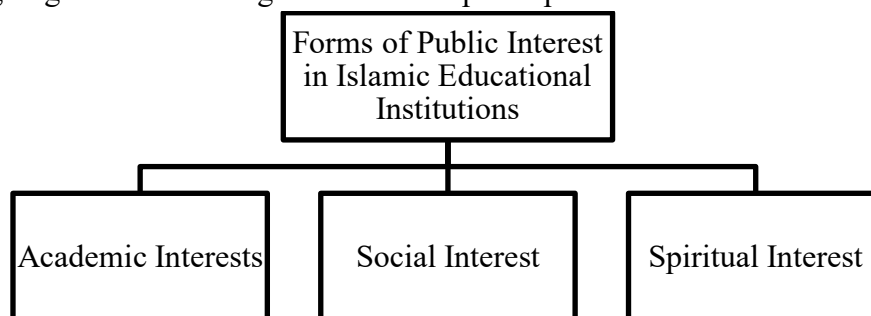 Forms of Public Interest
in Islamic Educational
Institutions
Academic Interests
Social Interest
Spiritual Interest